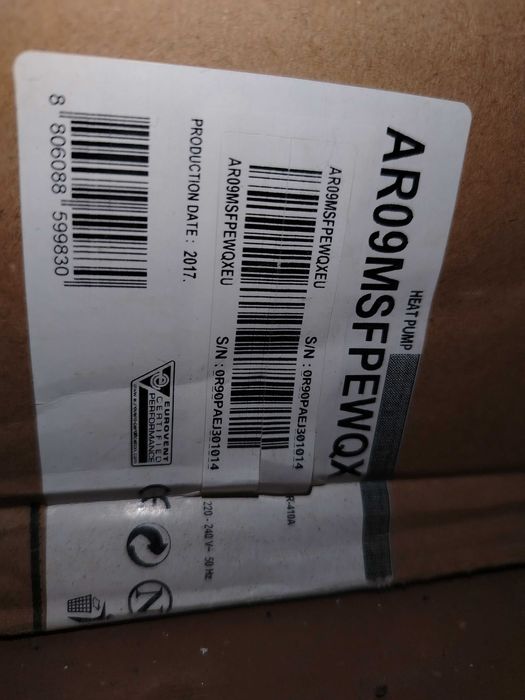 HEAT PUMP
AR09MSFPEWQX
AR09MSFPEWQXEU
S/N : 0R90PAEJ301014
R-410A
AR09MSFPEWQXEU
S/N : 0R90PAEJ301014
220 - 240 V~ 50 Hz
PRODUCTION DATE : 2017.
EUROVENT
CERTIFIED
PERFORMANCE
CE
N
8 806088 599830